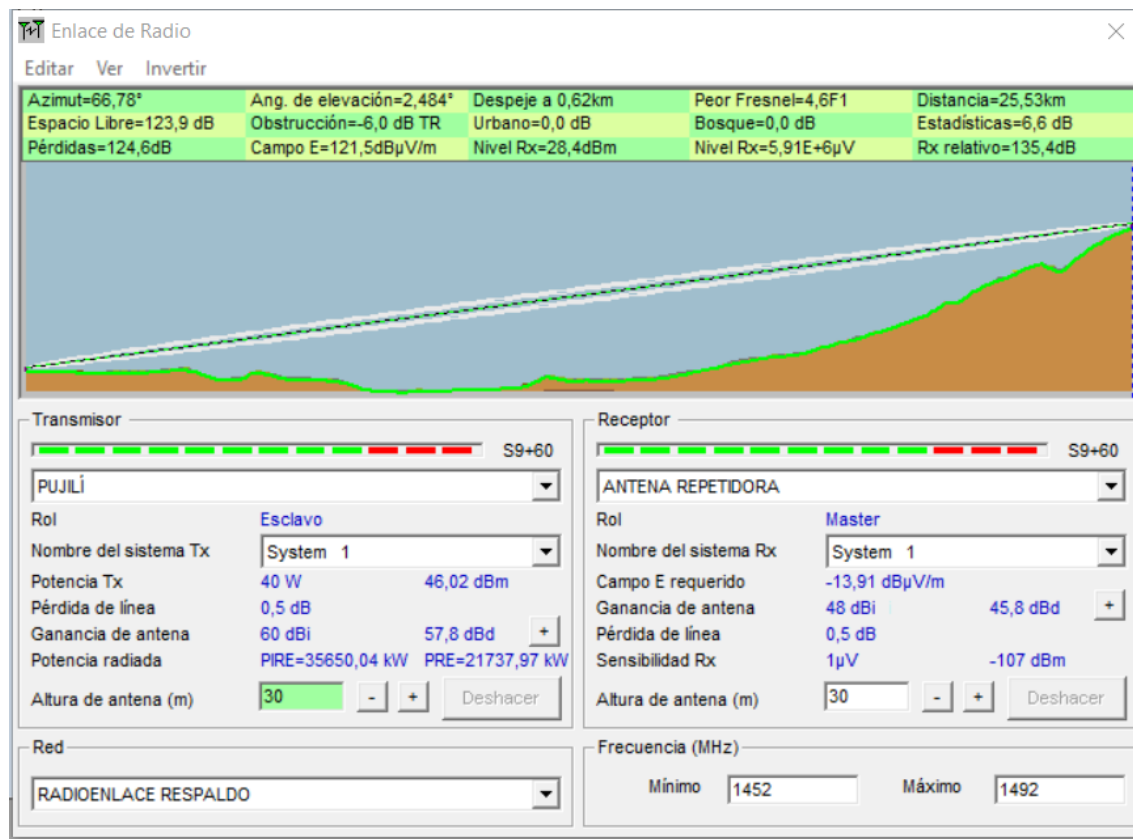 Enlace de Radio
Editar Ver Invertir
Azimut=66,78° Ang. de elevación=2,484° Despeje a 0,62km Peor Fresnel=4,6F1 Distancia=25,53km
Espacio Libre=123,9 dB Obstrucción=-6,0 dB TR Urbano=0,0 dB Bosque=0,0 dB Estadísticas=6,6 dB
Pérdidas=124,6dB Campo E=121,5dBμV/m Nivel Rx=28,4dBm Nivel Rx=5,91E+6μV Rx relativo=135,4dB
Transmisor
S9+60
PUJILÍ
Rol Esclavo
Nombre del sistema Tx System 1
Potencia Tx 40 W 46,02 dBm
Pérdida de línea 0,5 dB
Ganancia de antena 60 dBi 57,8 dBd +
Potencia radiada PIRE=35650,04 kW PRE=21737,97 kW
Altura de antena (m) 30 - + Deshacer
Red
RADIOENLACE RESPALDO
Receptor
S9+60
ANTENA REPETIDORA
Rol Master
Nombre del sistema Rx System 1
Campo E requerido -13,91 dBμV/m
Ganancia de antena 48 dBi 45,8 dBd +
Pérdida de línea 0,5 dB
Sensibilidad Rx 1μV -107 dBm
Altura de antena (m) 30 - + Deshacer
Frecuencia (MHz)
Mínimo 1452 Máximo 1492